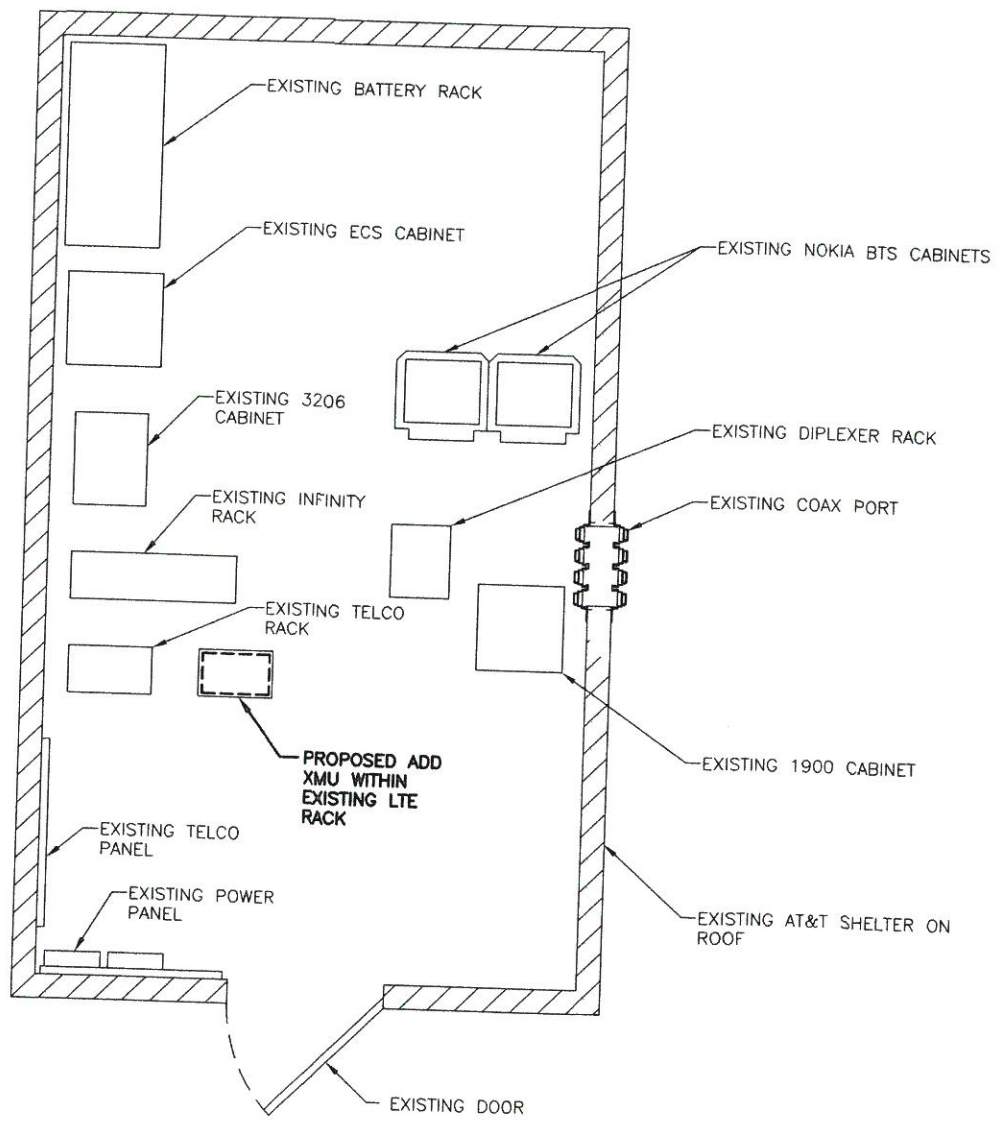 EXISTING BATTERY RACK
EXISTING ECS CABINET
EXISTING NOKIA BTS CABINETS
EXISTING 3206
CABINET
EXISTING DIPLEXER RACK
EXISTING INFINITY
RACK
EXISTING COAX PORT
EXISTING TELCO
RACK
PROPOSED ADD
XMU WITHIN
EXISTING LTE
RACK
EXISTING 1900 CABINET
EXISTING TELCO
PANEL
EXISTING POWER
PANEL
EXISTING AT&T SHELTER ON
ROOF
EXISTING DOOR